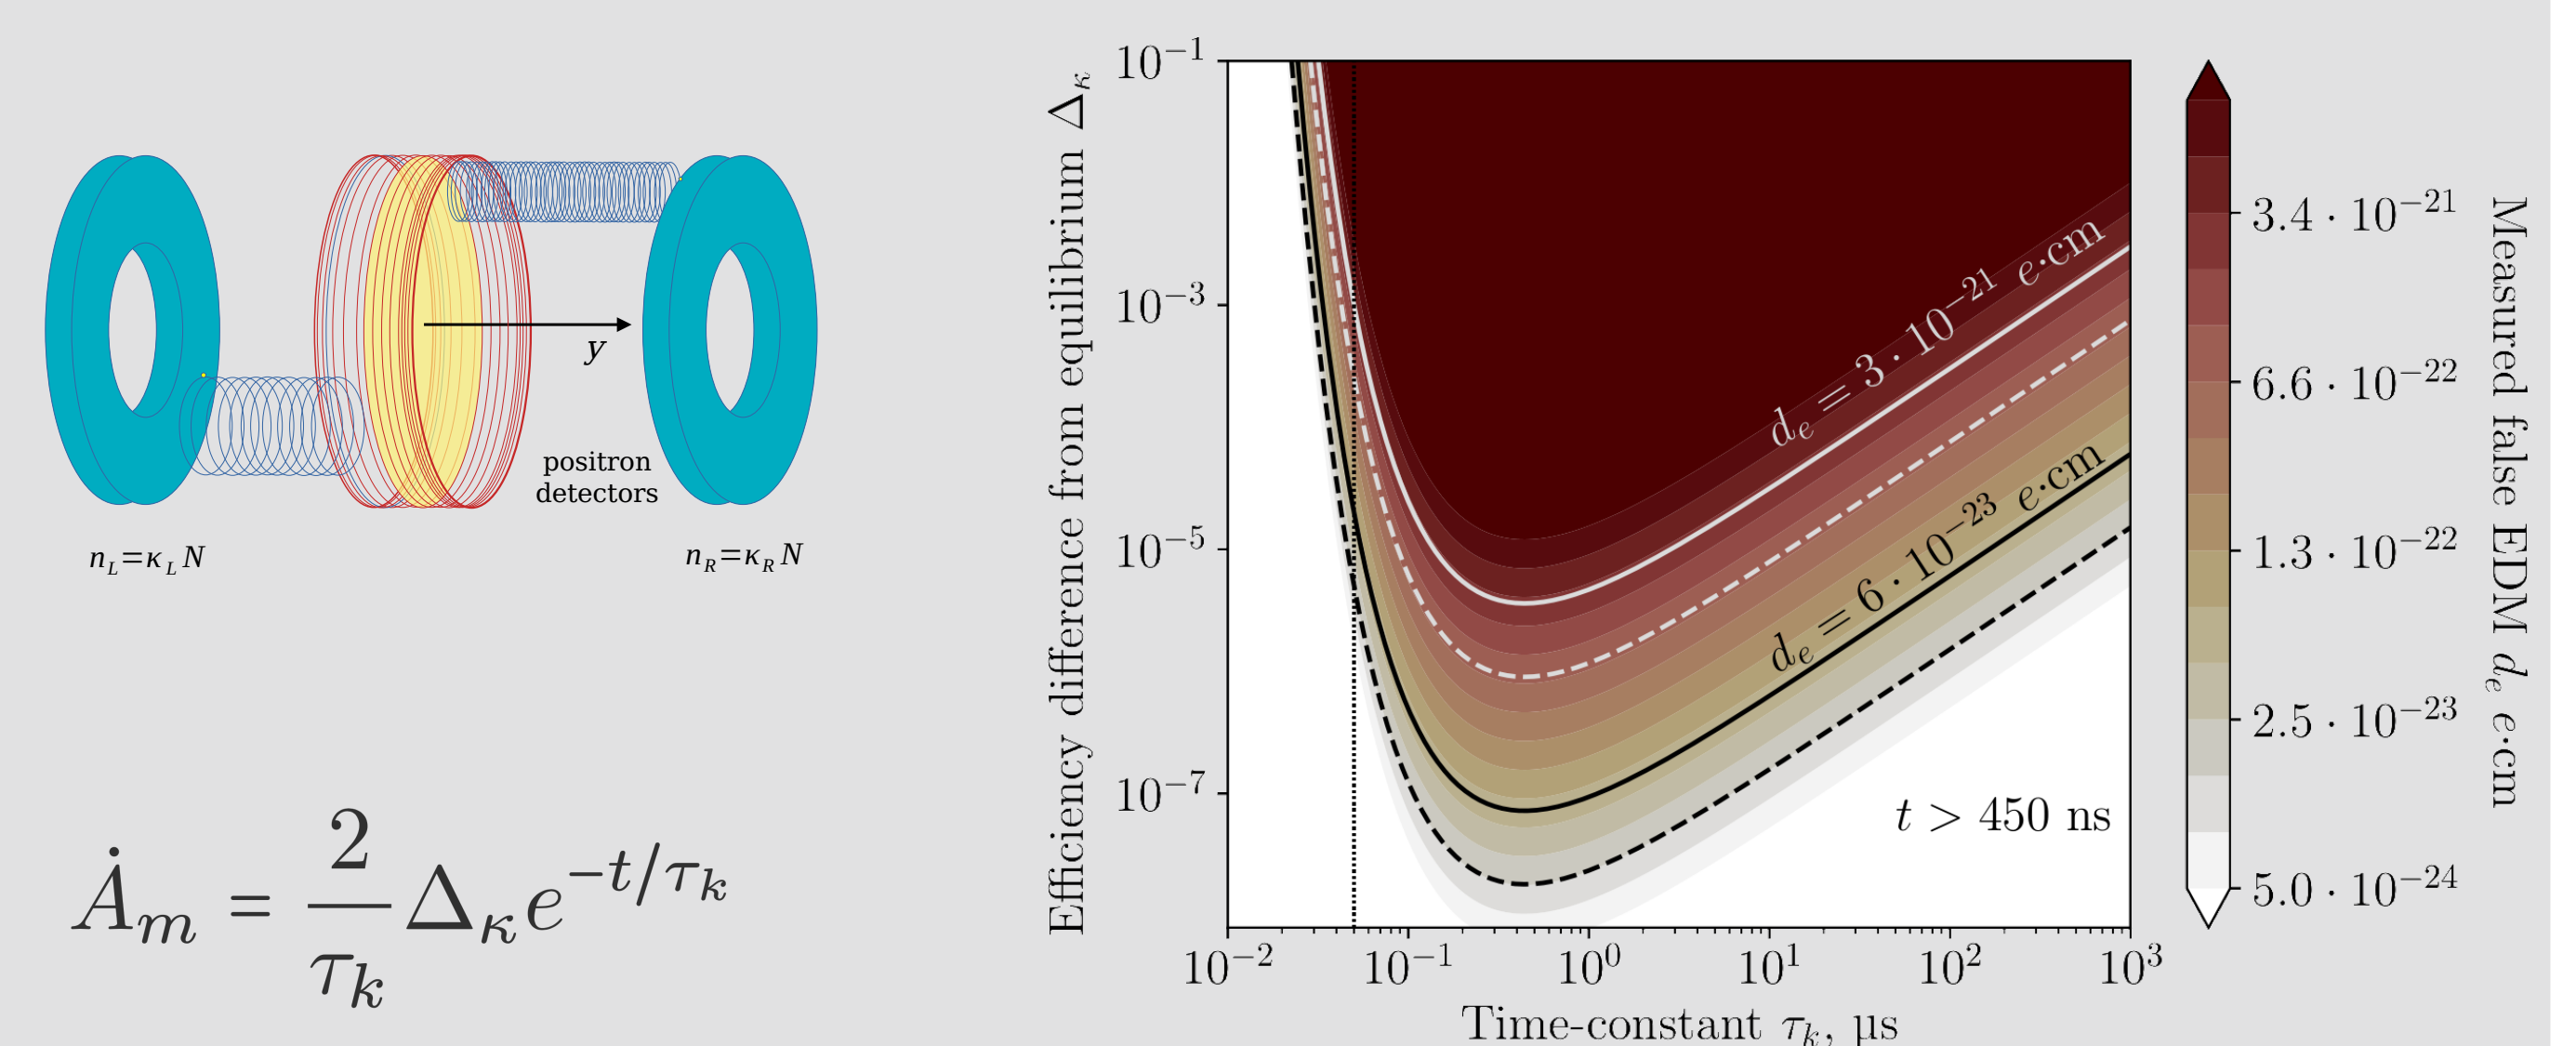 y
positron
detectors
n_L=κ_L N
n_R=κ_R N
Ȧ_m = 2/τ_k Δ_κ e^{−t/τ_k}
Efficiency difference from equilibrium Δ_κ
10^{−1}
10^{−3}
10^{−5}
10^{−7}
d_e = 3 · 10^{−21} e·cm
d_e = 6 · 10^{−23} e·cm
t > 450 ns
10^{−2}
10^{−1}
10^{0}
10^{1}
10^{2}
10^{3}
Time-constant τ_k, μs
3.4 · 10^{−21}
6.6 · 10^{−22}
1.3 · 10^{−22}
2.5 · 10^{−23}
5.0 · 10^{−24}
Measured false EDM d_e e·cm